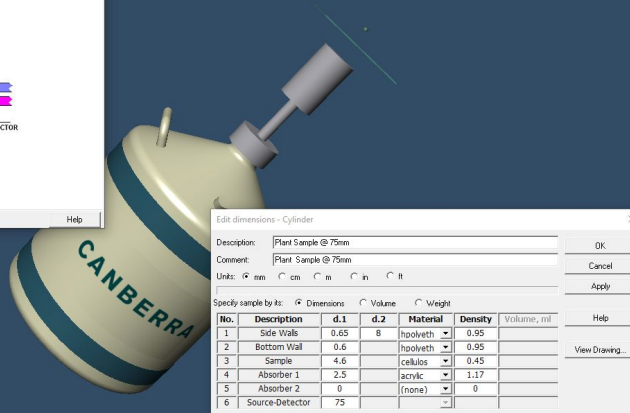 CTOR
Help
CANBERRA
Edit dimensions - Cylinder
Description: Plant Sample @ 75mm
Comment: Plant Sample @ 75mm
Units: mm cm m in ft
Specify sample by its: Dimensions Volume Weight
No. Description d.1 d.2 Material Density Volume, ml
1 Side Walls 0.65 8 hpolyeth 0.95
2 Bottom Wall 0.6 hpolyeth 0.95
3 Sample 4.6 cellulos 0.45
4 Absorber 1 2.5 acrylic 1.17
5 Absorber 2 0 (none) 0
6 Source-Detector 75
OK
Cancel
Apply
Help
View Drawing...